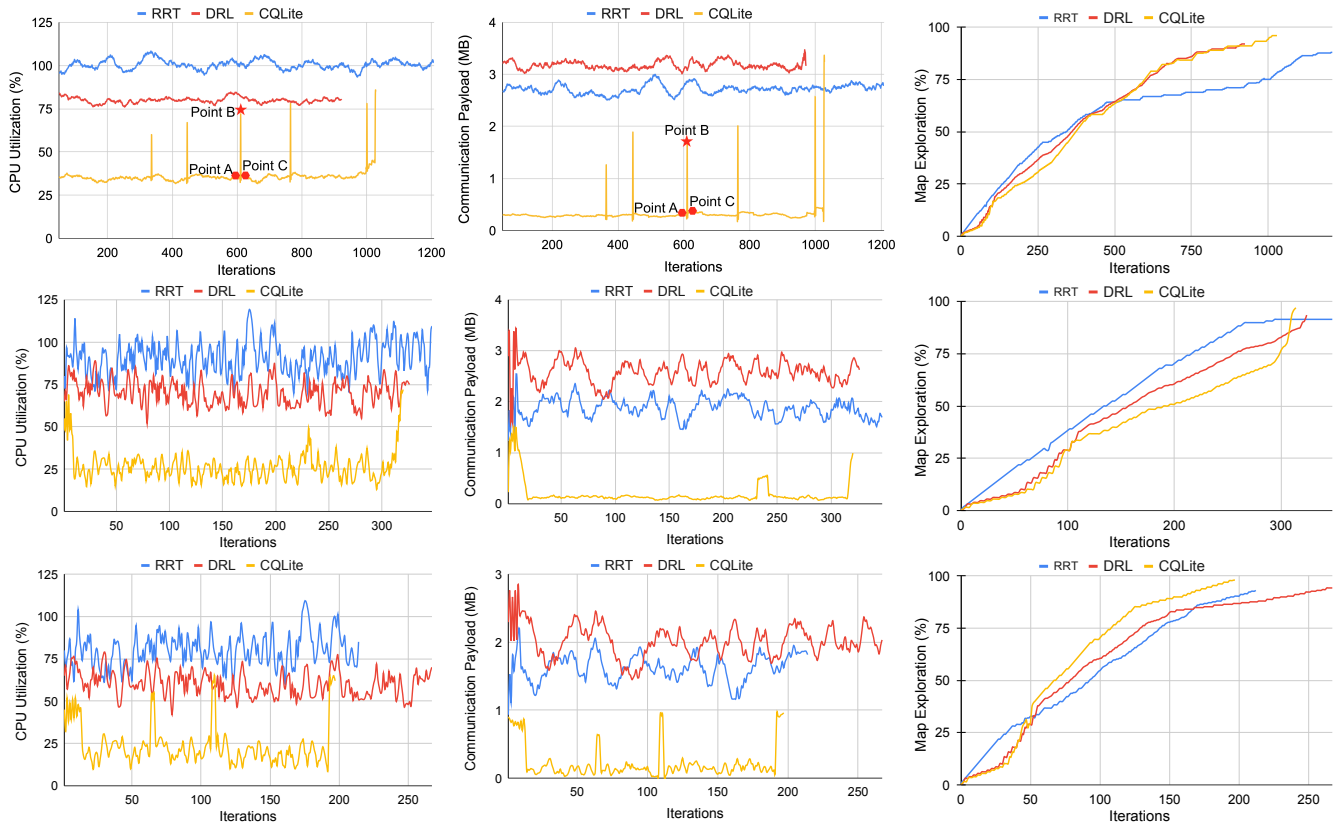 RRT DRL CQLite
CPU Utilization (%)
125
100
75
50
25
0
Point B
Point A
Point C
200 400 600 800 1000 1200
Iterations
RRT DRL CQLite
Communication Payload (MB)
4
3
2
1
0
Point B
Point A
Point C
200 400 600 800 1000 1200
Iterations
RRT DRL CQLite
Map Exploration (%)
100
75
50
25
0
0 250 500 750 1000
Iterations
RRT DRL CQLite
CPU Utilization (%)
125
100
75
50
25
0
50 100 150 200 250 300
Iterations
RRT DRL CQLite
Communication Payload (MB)
4
3
2
1
0
50 100 150 200 250 300
Iterations
RRT DRL CQLite
Map Exploration (%)
100
75
50
25
0
0 100 200 300
Iterations
RRT DRL CQLite
CPU Utilization (%)
125
100
75
50
25
0
50 100 150 200 250
Iterations
RRT DRL CQLite
Communication Payload (MB)
3
2
1
0
50 100 150 200 250
Iterations
RRT DRL CQLite
Map Exploration (%)
100
75
50
25
0
0 50 100 150 200 250
Iterations